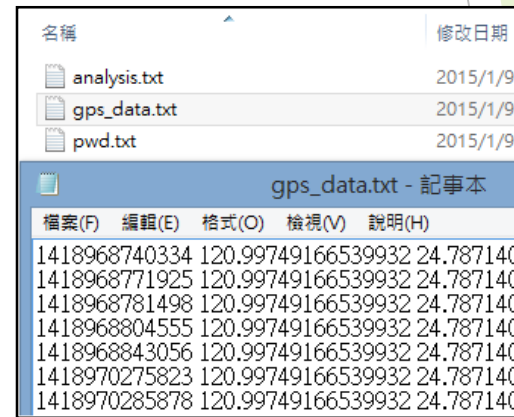 名稱 修改日期
analysis.txt 2015/1/9
gps_data.txt 2015/1/9
pwd.txt 2015/1/9
gps_data.txt - 記事本
檔案(F) 編輯(E) 格式(O) 檢視(V) 說明(H)
1418968740334 120.99749166539932 24.787140
1418968771925 120.99749166539932 24.787140
1418968781498 120.99749166539932 24.787140
1418968804555 120.99749166539932 24.787140
1418968843056 120.99749166539932 24.787140
1418970275823 120.99749166539932 24.787140
1418970285878 120.99749166539932 24.787140